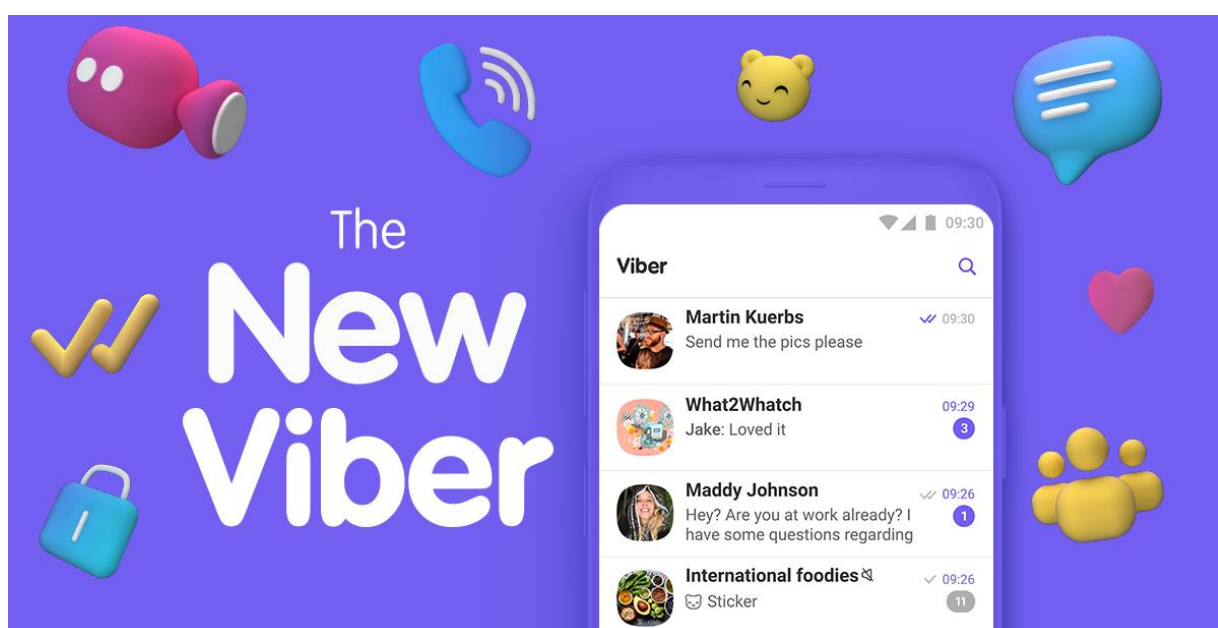 The
New
Viber
09:30
Viber
Martin Kuerbs 09:30
Send me the pics please
What2Whatch 09:29
Jake: Loved it 3
Maddy Johnson 09:26
Hey? Are you at work already? I 1
have some questions regarding
International foodies 09:26
Sticker 11